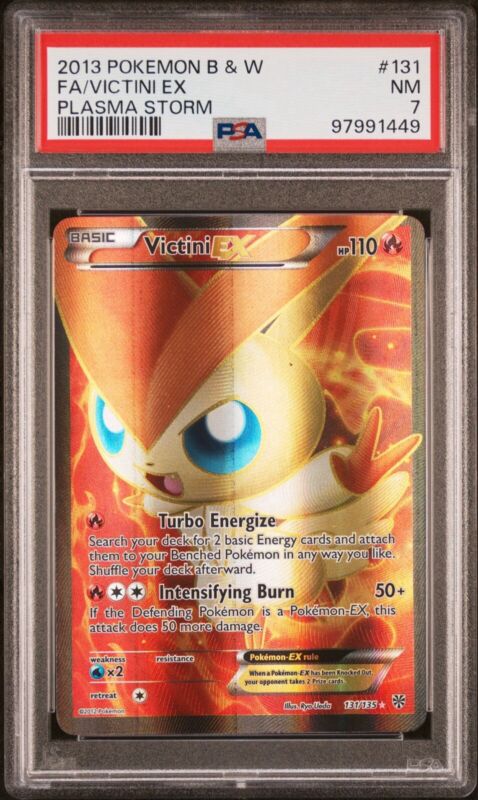 2013 POKEMON B & W #131
FA/VICTINI EX NM
PLASMA STORM 7
PSA 97991449
BASIC Victini EX HP110
Turbo Energize
Search your deck for 2 basic Energy cards and attach
them to your Benched Pokémon in any way you like.
Shuffle your deck afterward.
Intensifying Burn 50+
If the Defending Pokémon is a Pokémon-EX, this
attack does 50 more damage.
weakness resistance
×2
Pokémon-EX rule
When a Pokémon-EX has been Knocked Out,
your opponent takes 2 Prize cards.
retreat
©2012 Pokémon
Illus. Ryo Ueda 131/135
PSA